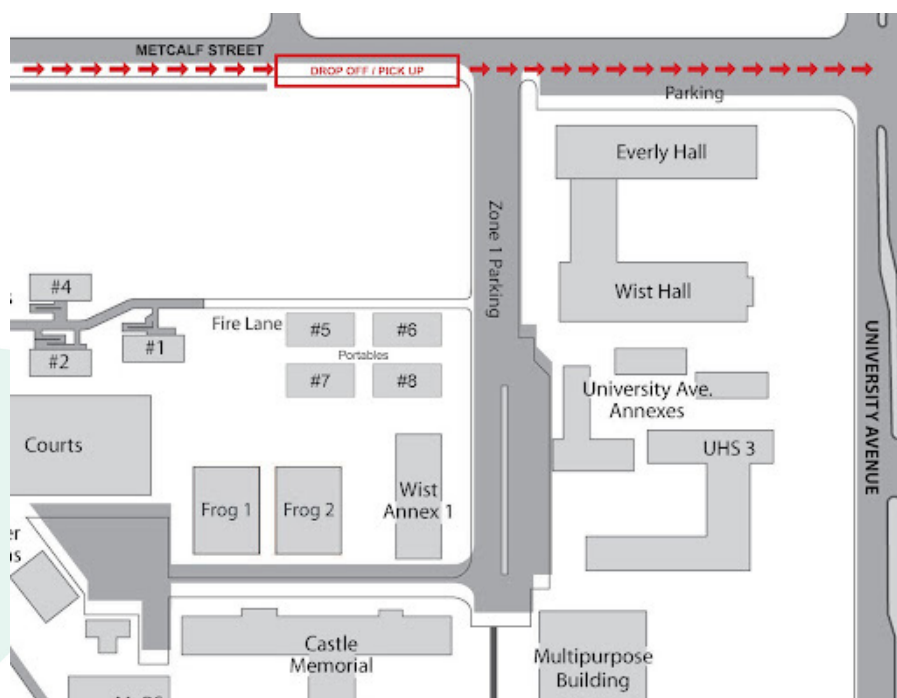 METCALF STREET
DROP OFF / PICK UP
Parking
Everly Hall
Zone 1 Parking
Wist Hall
#4
Fire Lane
#5
#6
#1
#2
Portables
#7
#8
UNIVERSITY AVENUE
University Ave.
Annexes
Courts
UHS 3
Frog 1
Frog 2
Wist
Annex 1
Castle
Memorial
Multipurpose
Building